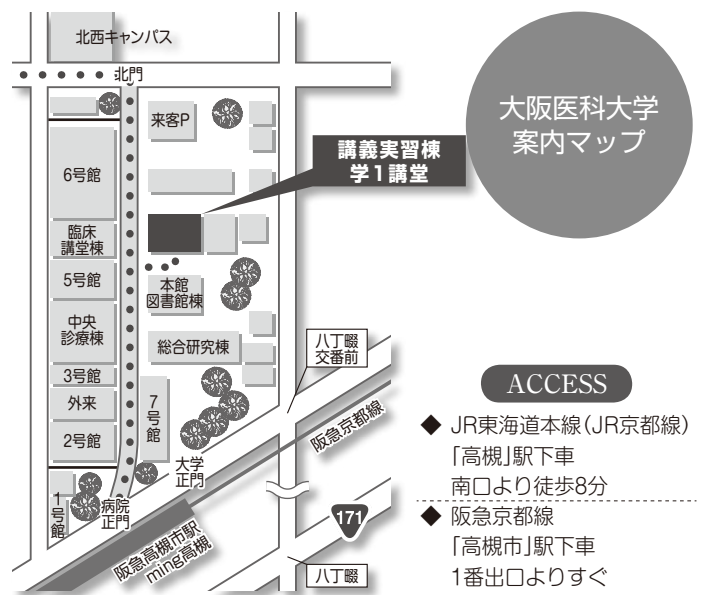 北西キャンパス
北門
来客P
大阪医科大学
案内マップ
講義実習棟
学1講堂
6号館
臨床
講堂棟
5号館
本館
図書館棟
中央
診療棟
総合研究棟
八丁畷
交番前
3号館
外来
2号館
7号館
阪急京都線
大学
正門
1号館
病院
正門
阪急高槻市駅
ming高槻
171
八丁畷
ACCESS
◆ JR東海道本線(JR京都線)
「高槻」駅下車
南口より徒歩8分
◆ 阪急京都線
「高槻市」駅下車
1番出口よりすぐ